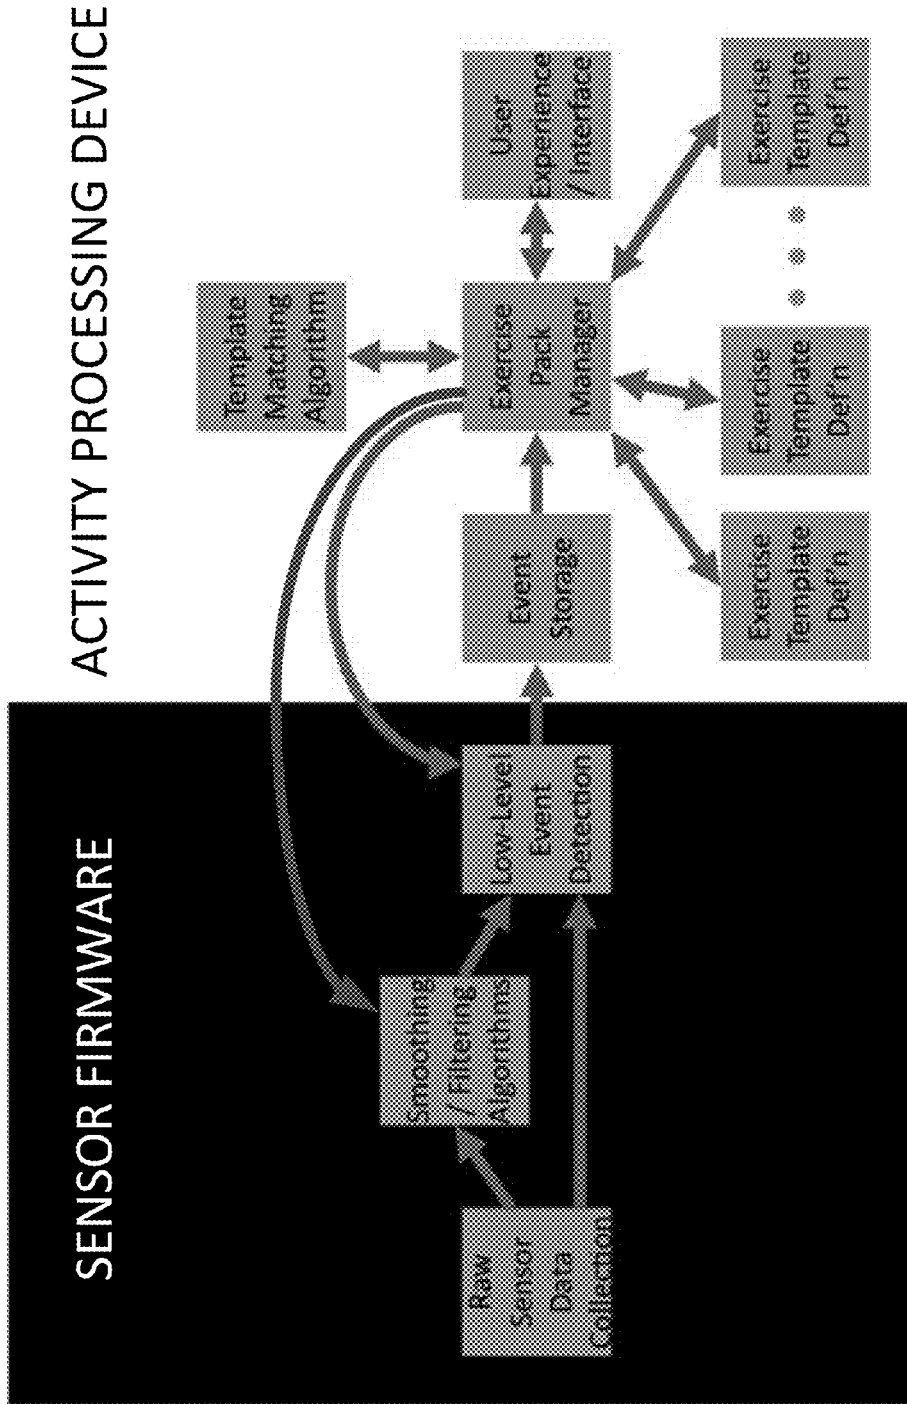 SENSOR FIRMWARE
ACTIVITY PROCESSING DEVICE
Raw
Sensor
Data
Collection
Smoothing
/ Filtering
Algorithms
Low-Level
Event
Detection
Event
Storage
Template
Matching
Algorithm
Exercise
Pack
Manager
User
Experience
/ Interface
Exercise
Template
Def'n
Exercise
Template
Def'n
Exercise
Template
Def'n